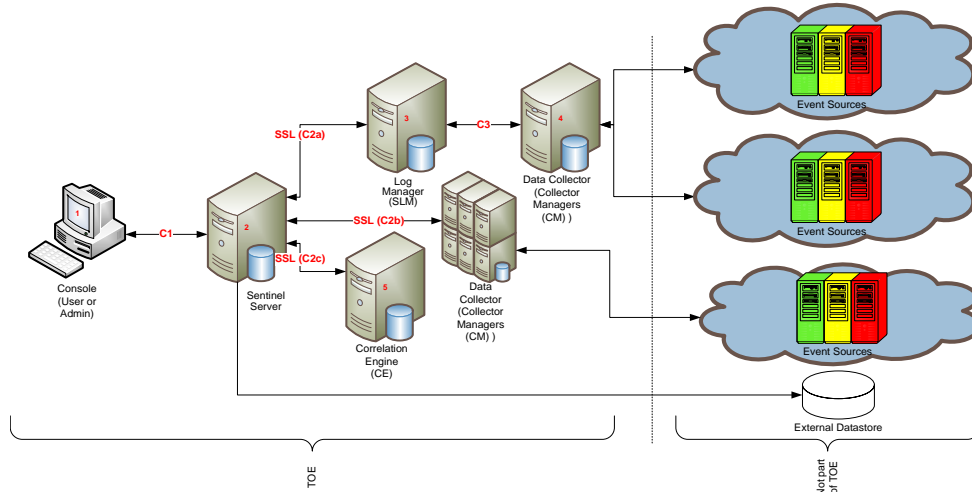 Event Sources
SSL (C2a)
3
C3
4
Log
Manager
(SLM)
Data Collector
(Collector
Managers
(CM) )
Event Sources
1
C1
2
SSL (C2b)
SSL (C2c)
5
Console
(User or
Admin)
Sentinel
Server
Data
Collector
(Collector
Managers
(CM) )
Correlation
Engine
(CE)
Event Sources
External Datastore
TOE
Not part
of TOE